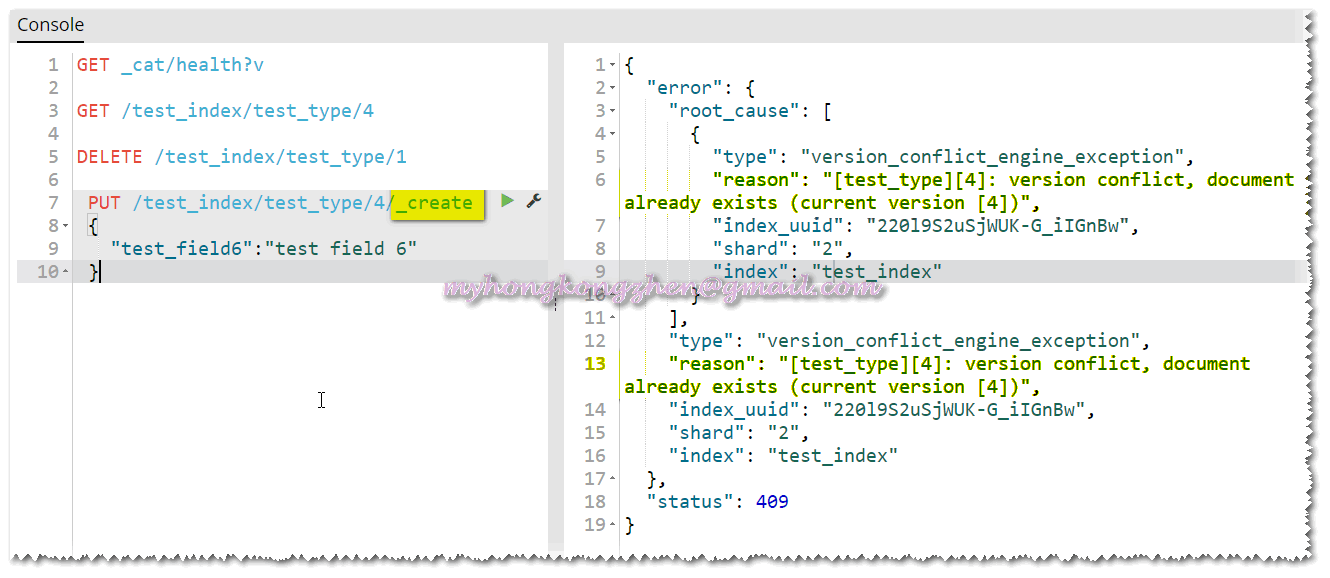 Console
1 GET _cat/health?v
2
3 GET /test_index/test_type/4
4
5 DELETE /test_index/test_type/1
6
7 PUT /test_index/test_type/4/_create
8 {
9 "test_field6":"test field 6"
10 }
1 {
2 "error": {
3 "root_cause": [
4 {
5 "type": "version_conflict_engine_exception",
6 "reason": "[test_type][4]: version conflict, document
already exists (current version [4])",
7 "index_uuid": "220l9S2uSjWUK-G_iIGnBw",
8 "shard": "2",
9 "index": "test_index"
10 }
11 ],
12 "type": "version_conflict_engine_exception",
13 "reason": "[test_type][4]: version conflict, document
already exists (current version [4])",
14 "index_uuid": "220l9S2uSjWUK-G_iIGnBw",
15 "shard": "2",
16 "index": "test_index"
17 },
18 "status": 409
19 }
myhongkongzhen@gmail.com